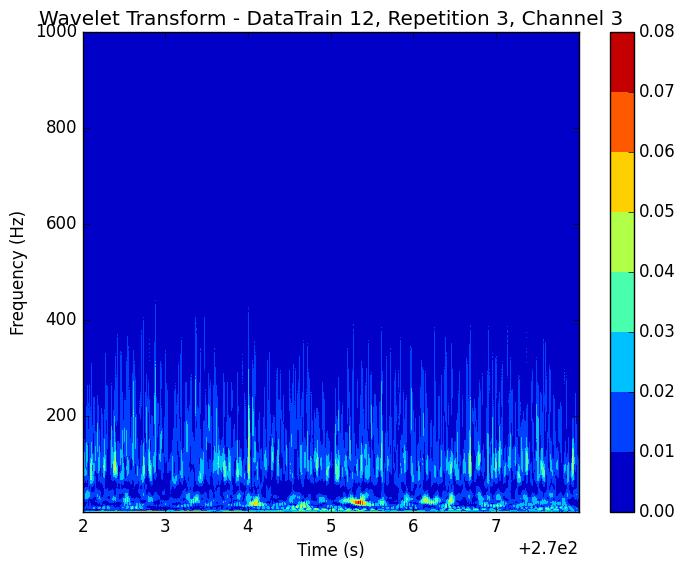 Wavelet Transform - DataTrain 12, Repetition 3, Channel 3
1000
800
600
400
200
Frequency (Hz)
2 3 4 5 6 7
Time (s)
+2.7e2
0.08
0.07
0.06
0.05
0.04
0.03
0.02
0.01
0.00